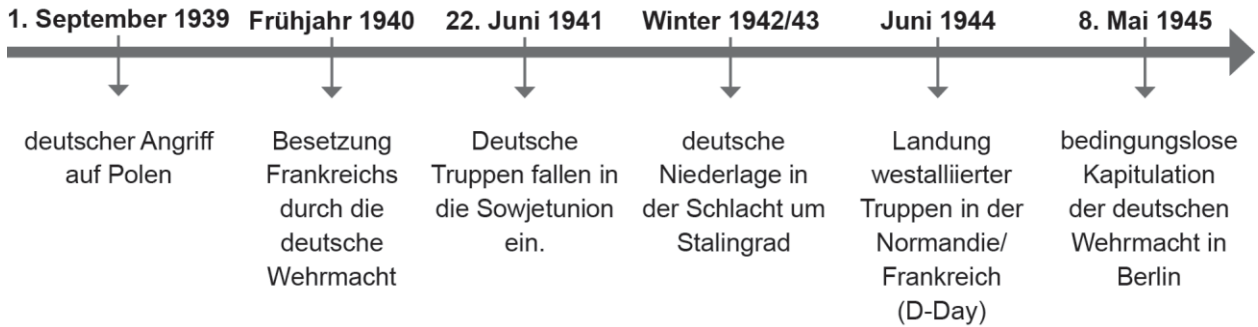 1. September 1939
Frühjahr 1940
22. Juni 1941
Winter 1942/43
Juni 1944
8. Mai 1945
deutscher Angriff
auf Polen
Besetzung
Frankreichs
durch die
deutsche
Wehrmacht
Deutsche
Truppen fallen in
die Sowjetunion
ein.
deutsche
Niederlage in
der Schlacht um
Stalingrad
Landung
westalliierter
Truppen in der
Normandie/
Frankreich
(D-Day)
bedingungslose
Kapitulation
der deutschen
Wehrmacht in
Berlin